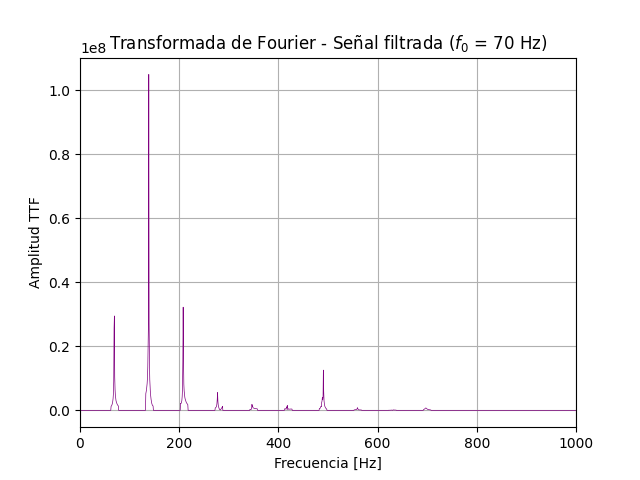 Transformada de Fourier - Señal filtrada (f₀ = 70 Hz)
1e8
1.0
0.8
0.6
0.4
0.2
0.0
Amplitud TTF
0 200 400 600 800 1000
Frecuencia [Hz]